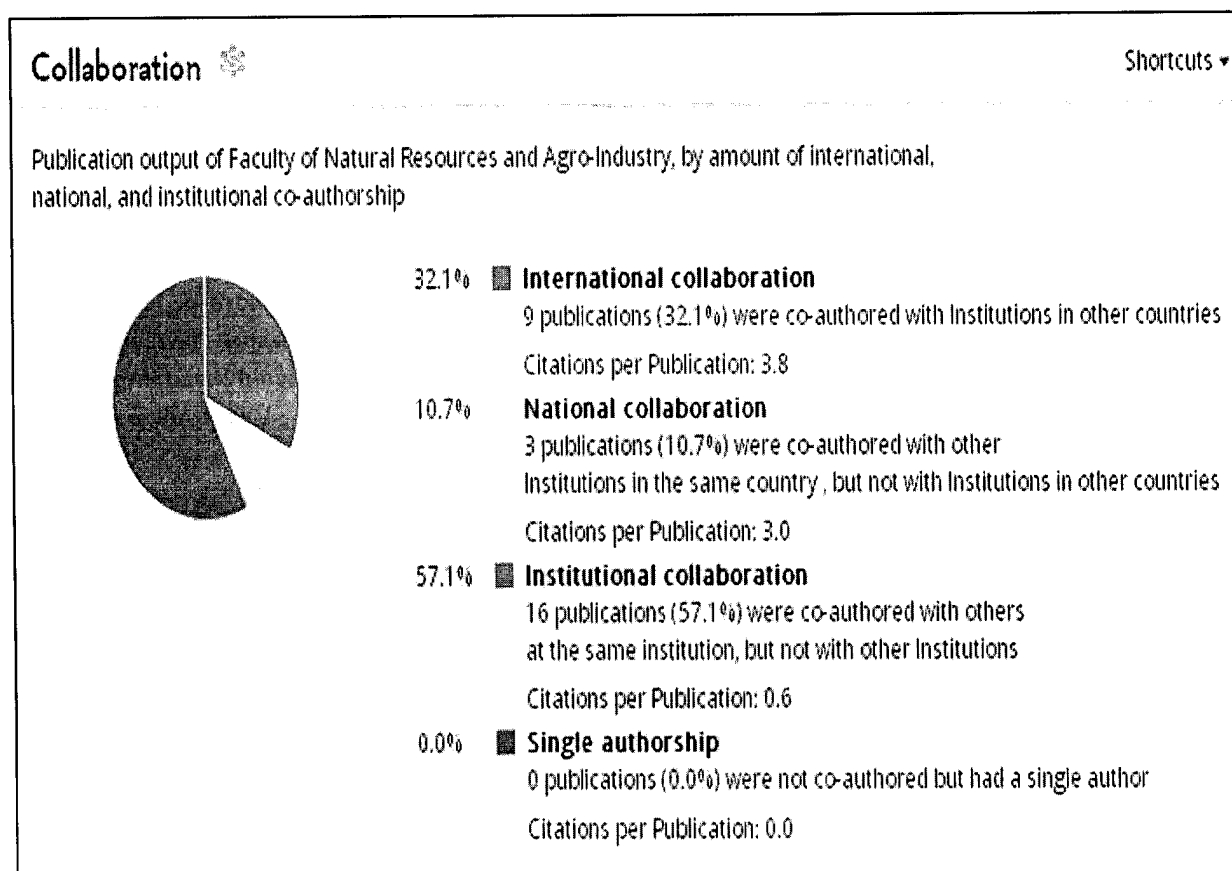 Collaboration
Shortcuts
Publication output of Faculty of Natural Resources and Agro-Industry, by amount of international,
national, and institutional co-authorship
32.1% International collaboration
9 publications (32.1%) were co-authored with Institutions in other countries
Citations per Publication: 3.8
10.7% National collaboration
3 publications (10.7%) were co-authored with other
Institutions in the same country , but not with Institutions in other countries
Citations per Publication: 3.0
57.1% Institutional collaboration
16 publications (57.1%) were co-authored with others
at the same institution, but not with other Institutions
Citations per Publication: 0.6
0.0% Single authorship
0 publications (0.0%) were not co-authored but had a single author
Citations per Publication: 0.0